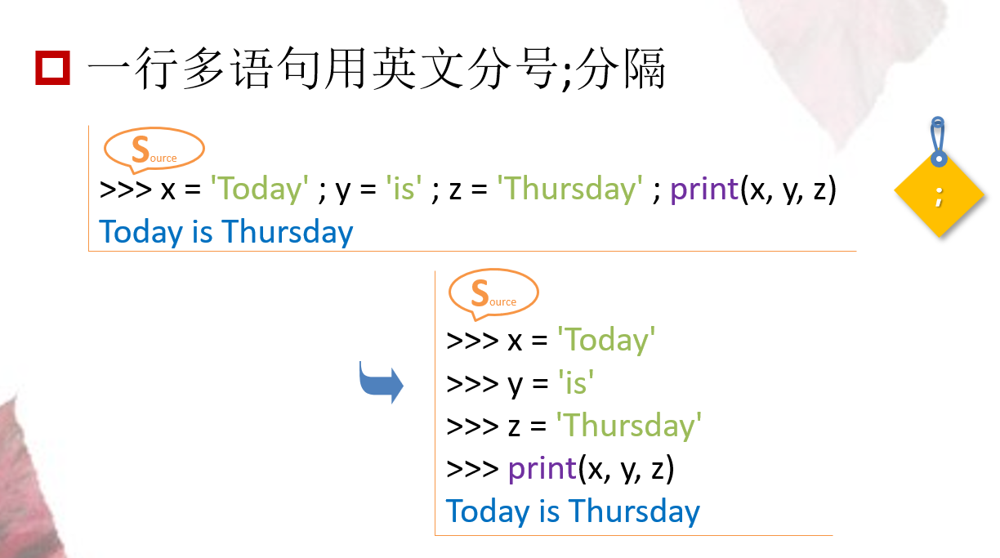 一行多语句用英文分号;分隔
Source
>>> x = 'Today' ; y = 'is' ; z = 'Thursday' ; print(x, y, z)
Today is Thursday
;
Source
>>> x = 'Today'
>>> y = 'is'
>>> z = 'Thursday'
>>> print(x, y, z)
Today is Thursday